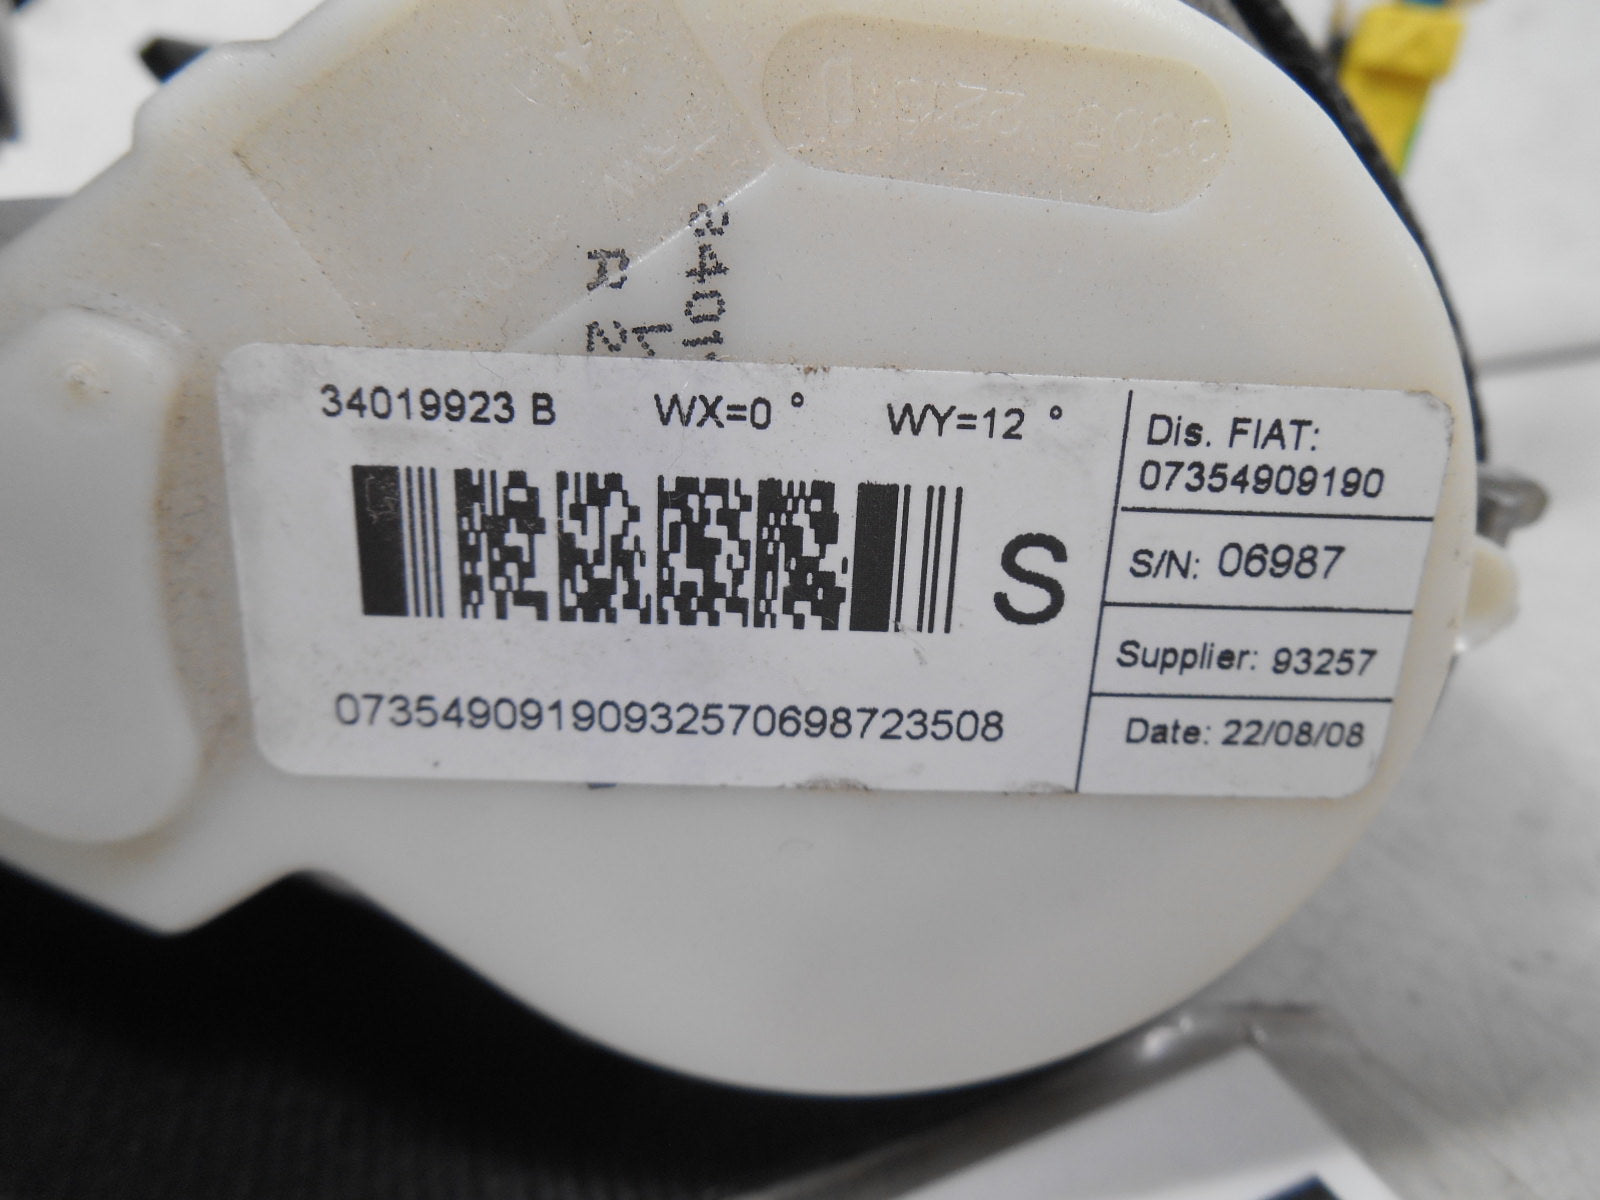 34019923 B WX=0 ° WY=12 °
S
07354909190932570698723508
Dis. FIAT:
07354909190
S/N: 06987
Supplier: 93257
Date: 22/08/08